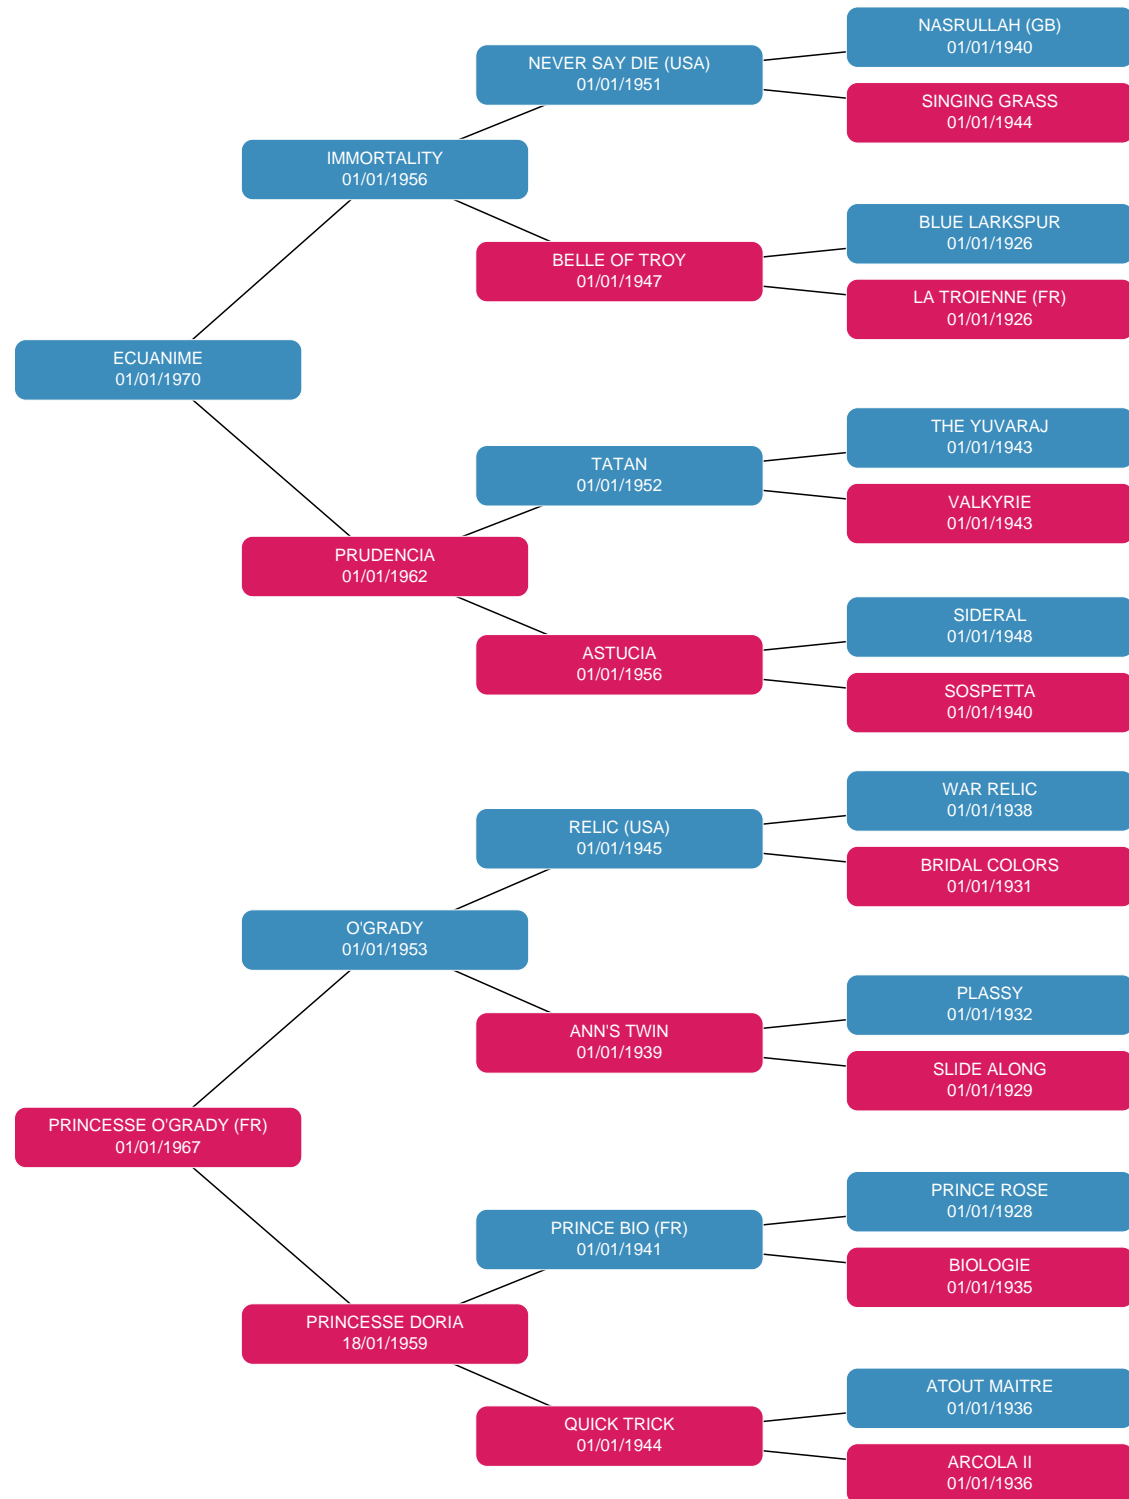 NASRULLAH (GB)
01/01/1940
NEVER SAY DIE (USA)
01/01/1951
SINGING GRASS
01/01/1944
IMMORTALITY
01/01/1956
BLUE LARKSPUR
01/01/1926
BELLE OF TROY
01/01/1947
LA TROIENNE (FR)
01/01/1926
ECUANIME
01/01/1970
THE YUVARAJ
01/01/1943
TATAN
01/01/1952
VALKYRIE
01/01/1943
PRUDENCIA
01/01/1962
SIDERAL
01/01/1948
ASTUCIA
01/01/1956
SOSPETTA
01/01/1940
WAR RELIC
01/01/1938
RELIC (USA)
01/01/1945
BRIDAL COLORS
01/01/1931
O'GRADY
01/01/1953
PLASSY
01/01/1932
ANN'S TWIN
01/01/1939
SLIDE ALONG
01/01/1929
PRINCESSE O'GRADY (FR)
01/01/1967
PRINCE ROSE
01/01/1928
PRINCE BIO (FR)
01/01/1941
BIOLOGIE
01/01/1935
PRINCESSE DORIA
18/01/1959
ATOUT MAITRE
01/01/1936
QUICK TRICK
01/01/1944
ARCOLA II
01/01/1936